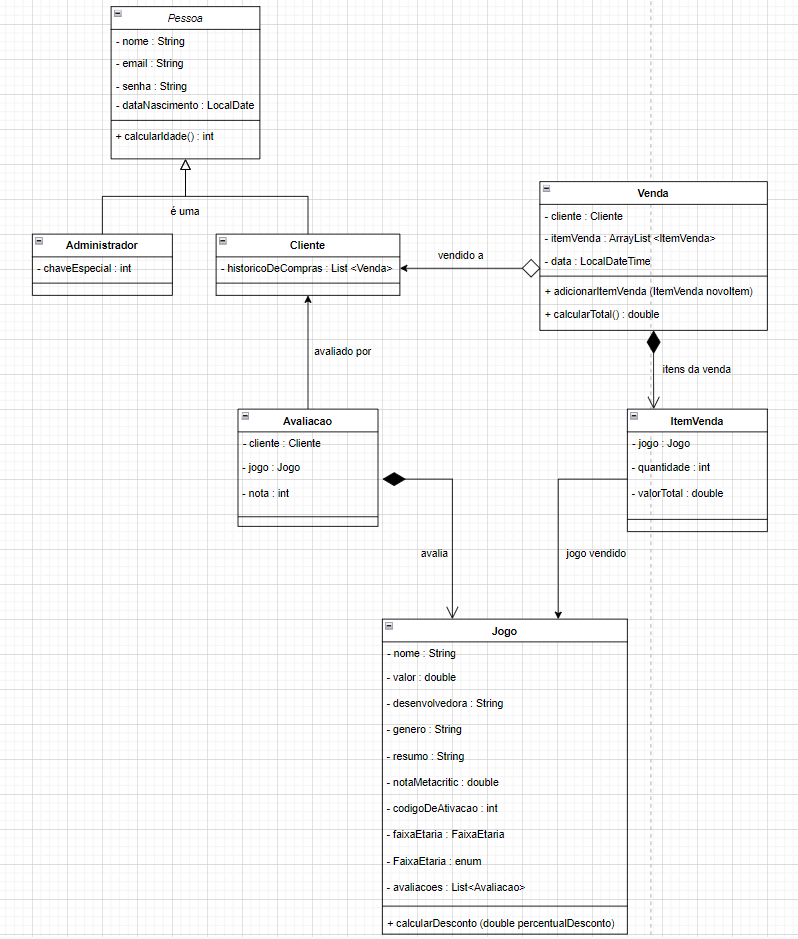 Pessoa
- nome : String
- email : String
- senha : String
- dataNascimento : LocalDate
+ calcularIdade() : int
é uma
Administrador
- chaveEspecial : int
Cliente
- historicoDeCompras : List <Venda>
vendido a
Venda
- cliente : Cliente
- itemVenda : ArrayList <ItemVenda>
- data : LocalDateTime
+ adicionarItemVenda (ItemVenda novoItem)
+ calcularTotal() : double
avaliado por
itens da venda
Avaliacao
- cliente : Cliente
- jogo : Jogo
- nota : int
ItemVenda
- jogo : Jogo
- quantidade : int
- valorTotal : double
avalia
jogo vendido
Jogo
- nome : String
- valor : double
- desenvolvedora : String
- genero : String
- resumo : String
- notaMetacritic : double
- codigoDeAtivacao : int
- faixaEtaria : FaixaEtaria
- FaixaEtaria : enum
- avaliacoes : List<Avaliacao>
+ calcularDesconto (double percentualDesconto)